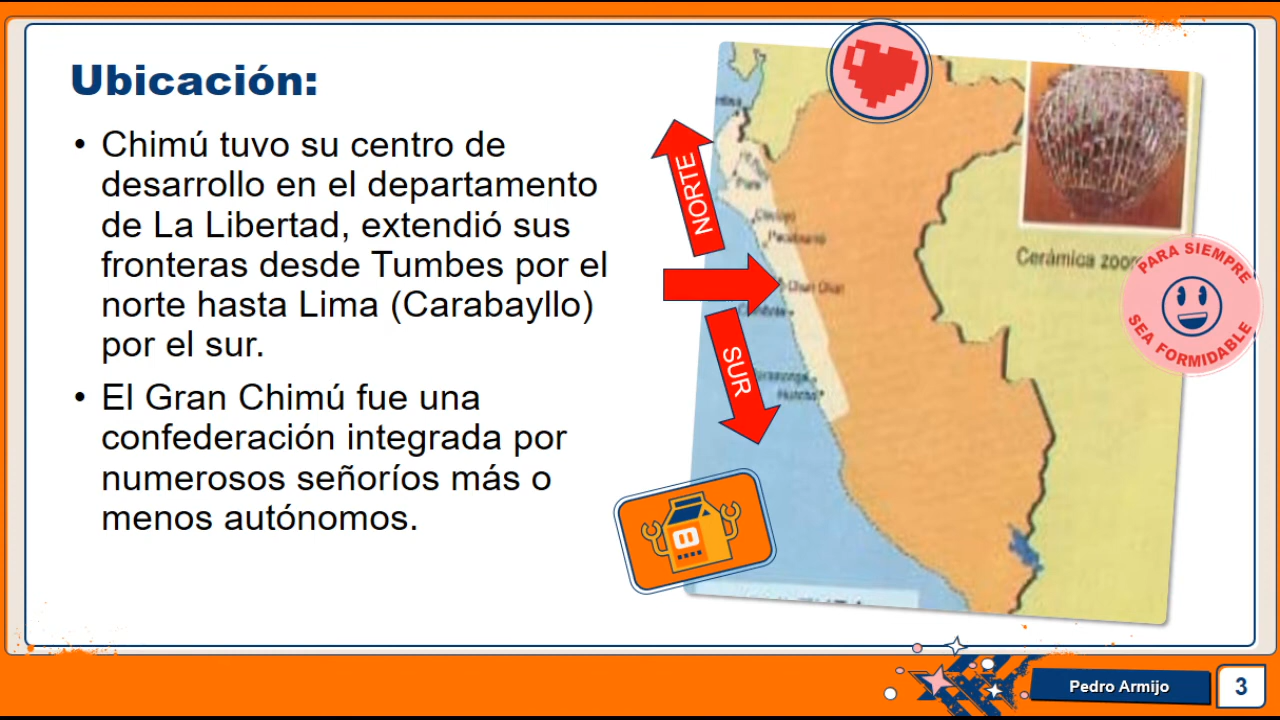 Ubicación:
• Chimú tuvo su centro de
desarrollo en el departamento
de La Libertad, extendió sus
fronteras desde Tumbes por el
norte hasta Lima (Carabayllo)
por el sur.
• El Gran Chimú fue una
confederación integrada por
numerosos señoríos más o
menos autónomos.
NORTE
SUR
Chan Chan
Cerámica
PARA SIEMPRE
SEA FORMIDABLE
Pedro Armijo
3